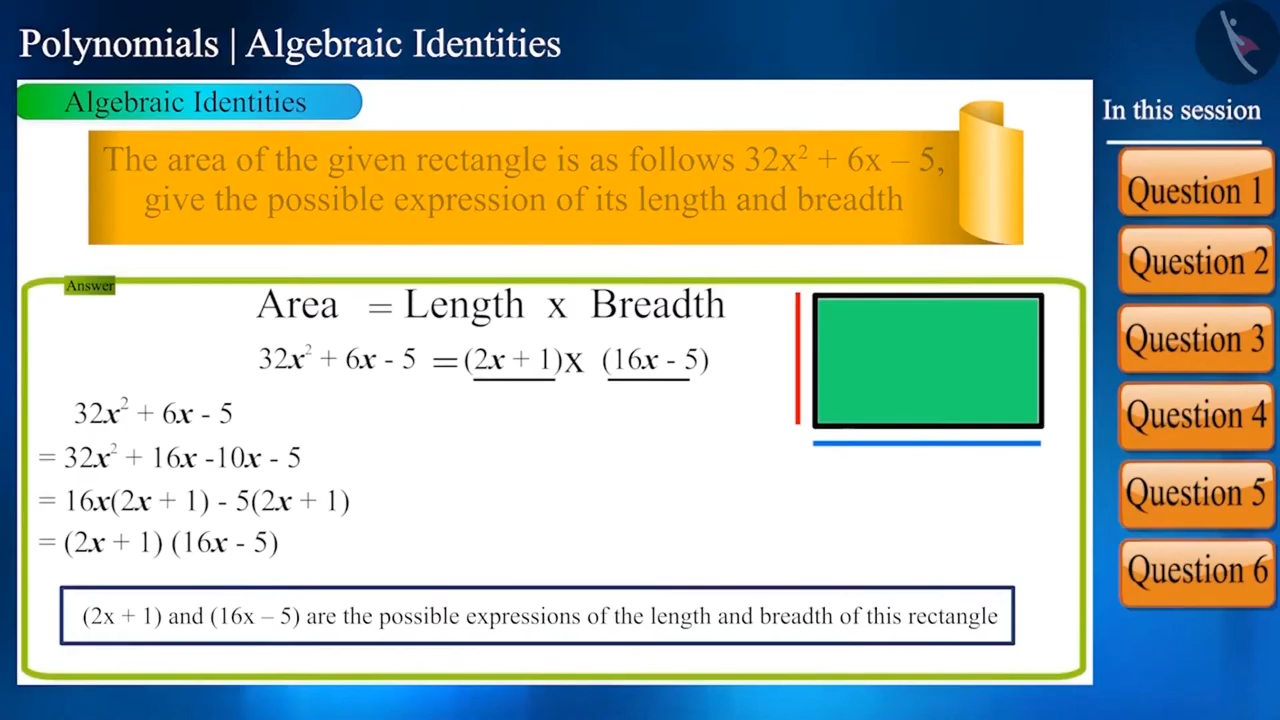 Polynomials | Algebraic Identities
Algebraic Identities
The area of the given rectangle is as follows 32x² + 6x – 5,
give the possible expression of its length and breadth
Answer
Area = Length x Breadth
32x² + 6x - 5 = (2x + 1)x (16x - 5)
32x² + 6x - 5
= 32x² + 16x -10x - 5
= 16x(2x + 1) - 5(2x + 1)
= (2x + 1) (16x - 5)
(2x + 1) and (16x – 5) are the possible expressions of the length and breadth of this rectangle
In this session
Question 1
Question 2
Question 3
Question 4
Question 5
Question 6